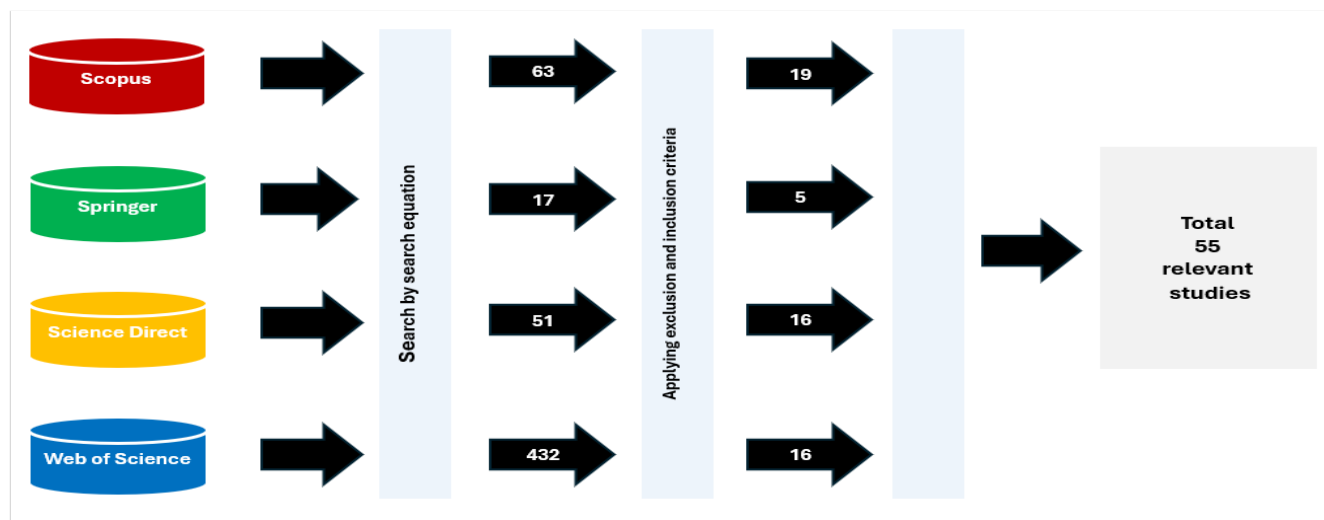 Scopus
63
19
Springer
17
5
Search by search equation
Applying exclusion and inclusion criteria
Total
55
relevant
studies
Science Direct
51
16
Web of Science
432
16